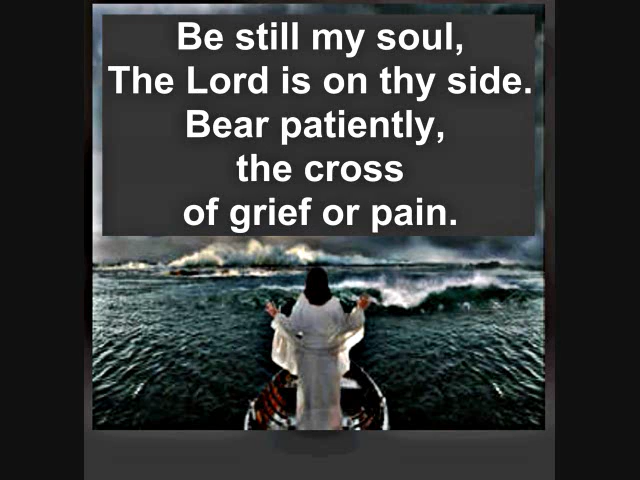 Be still my soul,
The Lord is on thy side.
Bear patiently,
the cross
of grief or pain.